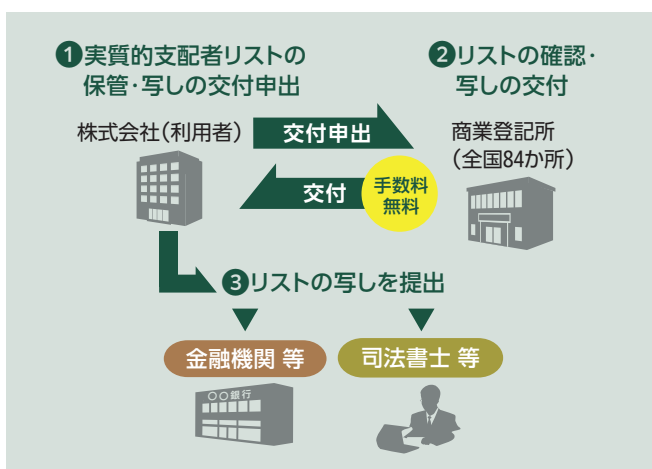 ❶実質的支配者リストの
保管・写しの交付申出
❷リストの確認・
写しの交付
株式会社(利用者)
交付申出
商業登記所
(全国84か所)
交付
手数料
無料
❸リストの写しを提出
金融機関 等
司法書士 等
○○銀行